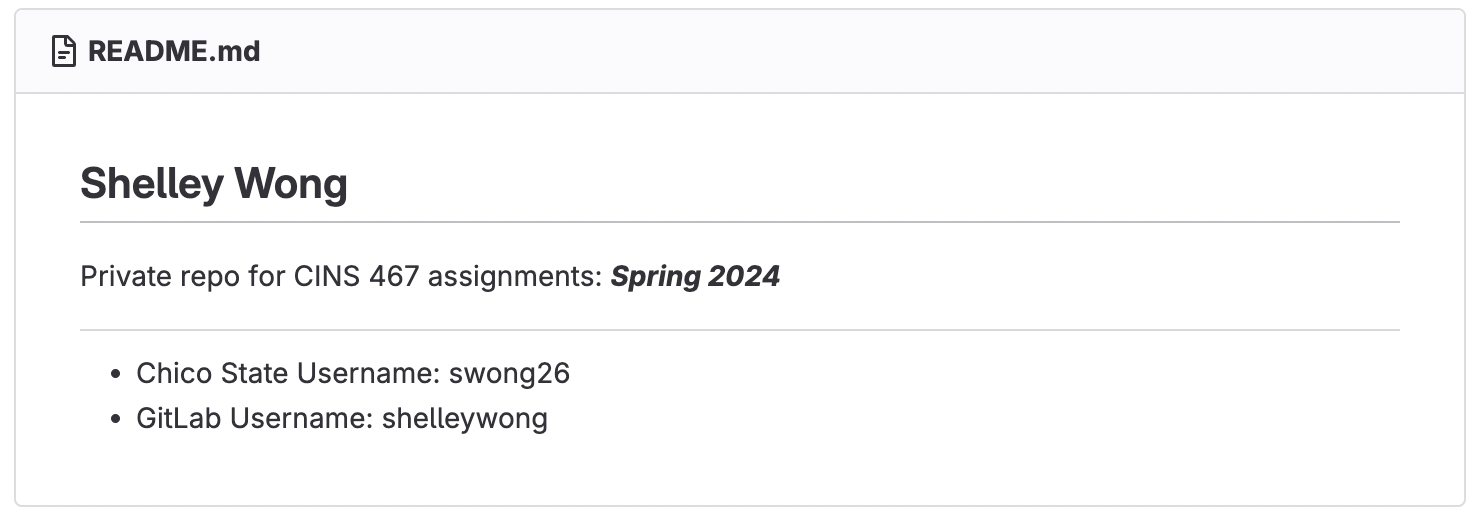 README.md
Shelley Wong
Private repo for CINS 467 assignments: Spring 2024
• Chico State Username: swong26
• GitLab Username: shelleywong